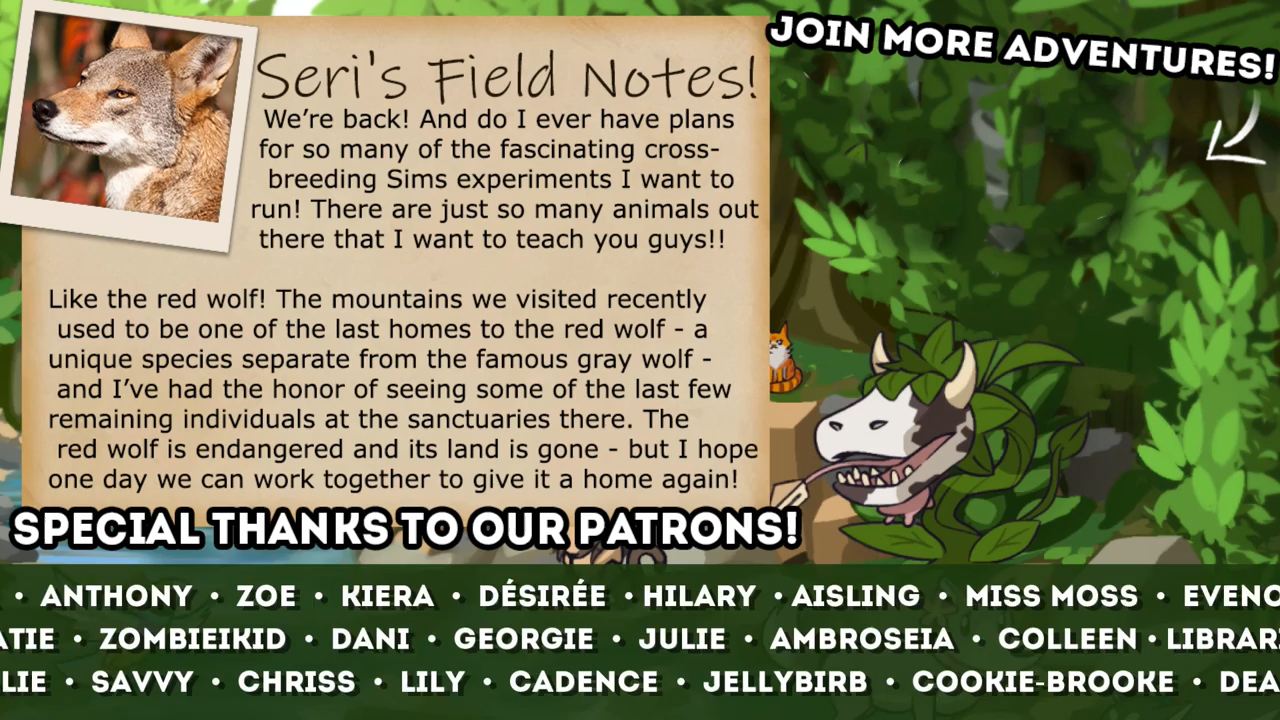 JOIN MORE ADVENTURES!
Seri's Field Notes!
We're back! And do I ever have plans
for so many of the fascinating cross-
breeding Sims experiments I want to
run! There are just so many animals out
there that I want to teach you guys!!
Like the red wolf! The mountains we visited recently
used to be one of the last homes to the red wolf - a
unique species separate from the famous gray wolf -
and I've had the honor of seeing some of the last few
remaining individuals at the sanctuaries there. The
red wolf is endangered and its land is gone - but I hope
one day we can work together to give it a home again!
SPECIAL THANKS TO OUR PATRONS!
• ANTHONY • ZOE • KIERA • DÉSIRÉE • HILARY • AISLING • MISS MOSS • EVENO
ATIE • ZOMBIEIKID • DANI • GEORGIE • JULIE • AMBROSEIA • COLLEEN • LIBRARI
LIE • SAVVY • CHRISS • LILY • CADENCE • JELLYBIRB • COOKIE-BROOKE • DEA